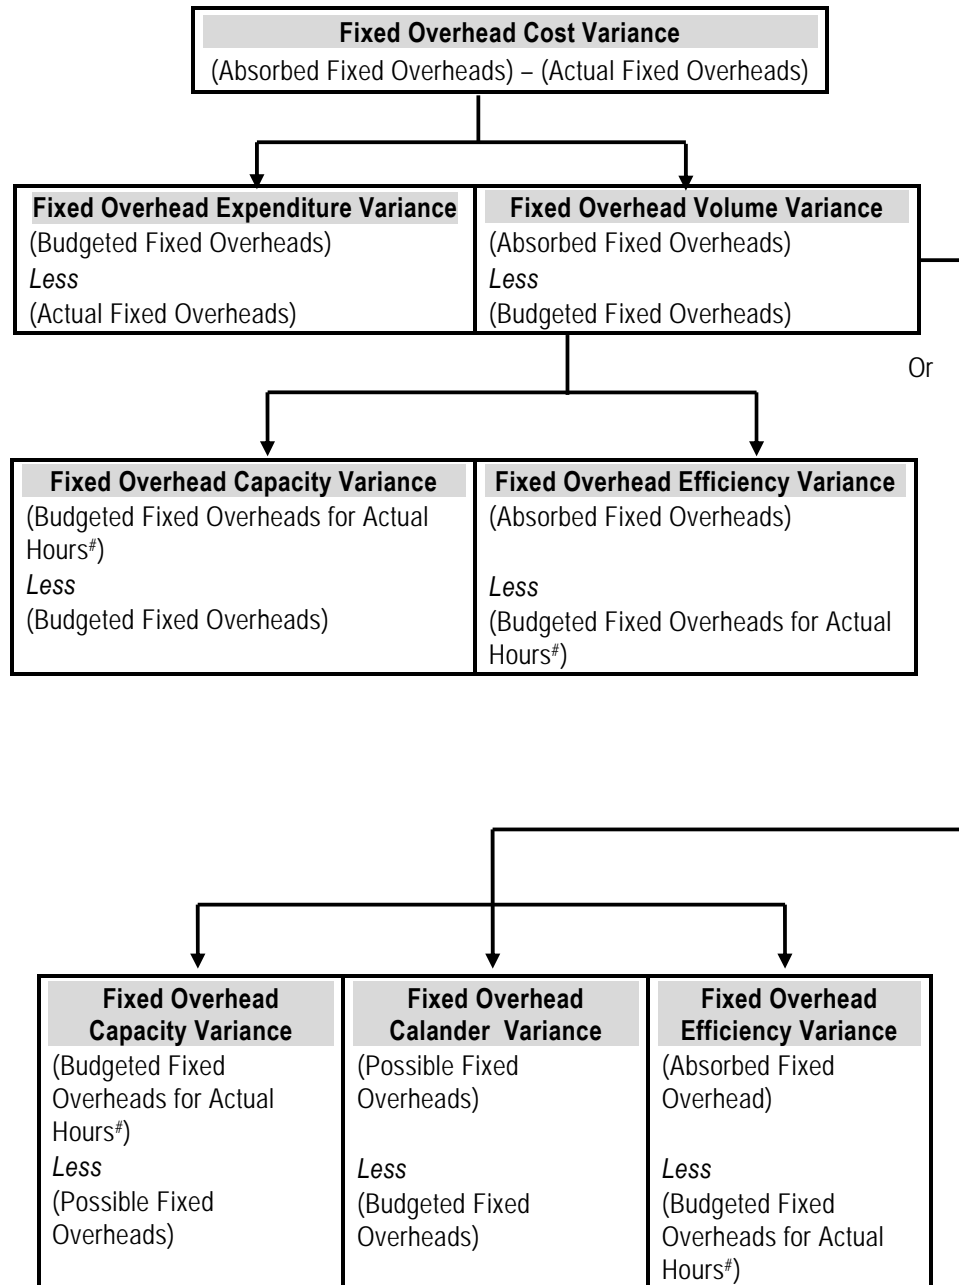 Fixed Overhead Cost Variance
(Absorbed Fixed Overheads) – (Actual Fixed Overheads)
Fixed Overhead Expenditure Variance
(Budgeted Fixed Overheads)
Less
(Actual Fixed Overheads)
Fixed Overhead Volume Variance
(Absorbed Fixed Overheads)
Less
(Budgeted Fixed Overheads)
Or
Fixed Overhead Capacity Variance
(Budgeted Fixed Overheads for Actual
Hours#)
Less
(Budgeted Fixed Overheads)
Fixed Overhead Efficiency Variance
(Absorbed Fixed Overheads)
Less
(Budgeted Fixed Overheads for Actual
Hours#)
Fixed Overhead
Capacity Variance
(Budgeted Fixed
Overheads for Actual
Hours#)
Less
(Possible Fixed
Overheads)
Fixed Overhead
Calander Variance
(Possible Fixed
Overheads)
Less
(Budgeted Fixed
Overheads)
Fixed Overhead
Efficiency Variance
(Absorbed Fixed
Overhead)
Less
(Budgeted Fixed
Overheads for Actual
Hours#)